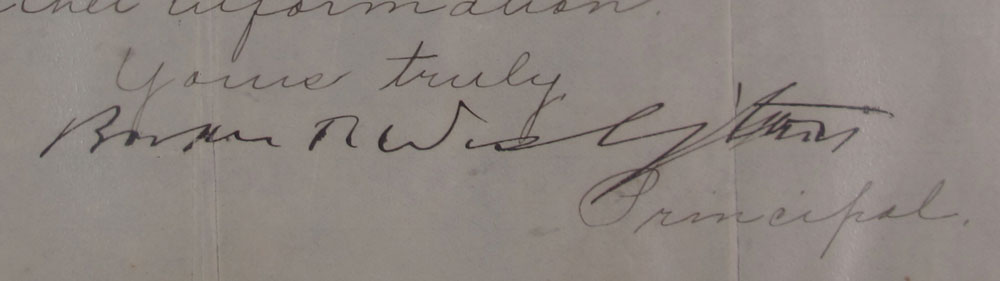 information.
Yours truly,
Booker T. Washington
Principal.